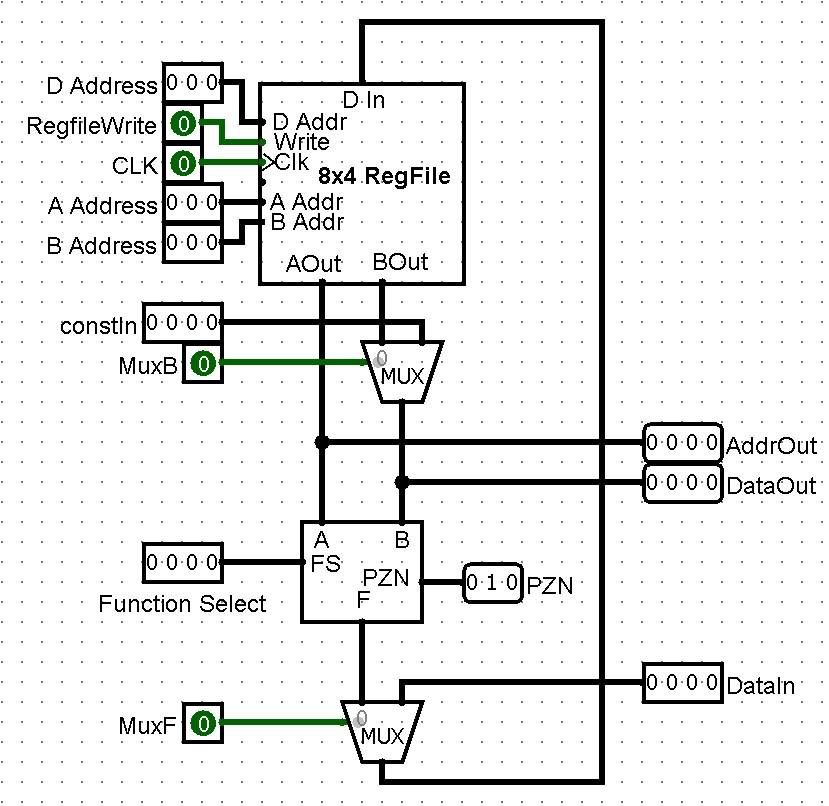 D In
D Address 0 0 0
D Addr
RegfileWrite 0
Write
CLK 0
Clk
8x4 RegFile
A Address 0 0 0
A Addr
B Address 0 0 0
B Addr
AOut BOut
constIn 0 0 0 0
MuxB 0
0
MUX
0 0 0 0 AddrOut
0 0 0 0 DataOut
A B
0 0 0 0 FS
PZN 0 1 0 PZN
Function Select F
0 0 0 0 DataIn
MuxF 0
0
MUX